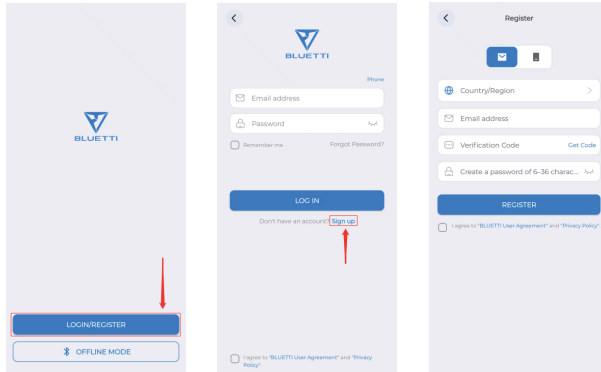 BLUETTI
LOGIN/REGISTER
OFFLINE MODE
BLUETTI
Phone
Email address
Password
Remember me
Forgot Password?
LOG IN
Don't have an account? Sign up
I agree to "BLUETTI User Agreement" and "Privacy
Policy"
Register
Country/Region
Email address
Verification Code
Get Code
Create a password of 6-36 charac...
REGISTER
I agree to "BLUETTI User Agreement" and "Privacy Policy"